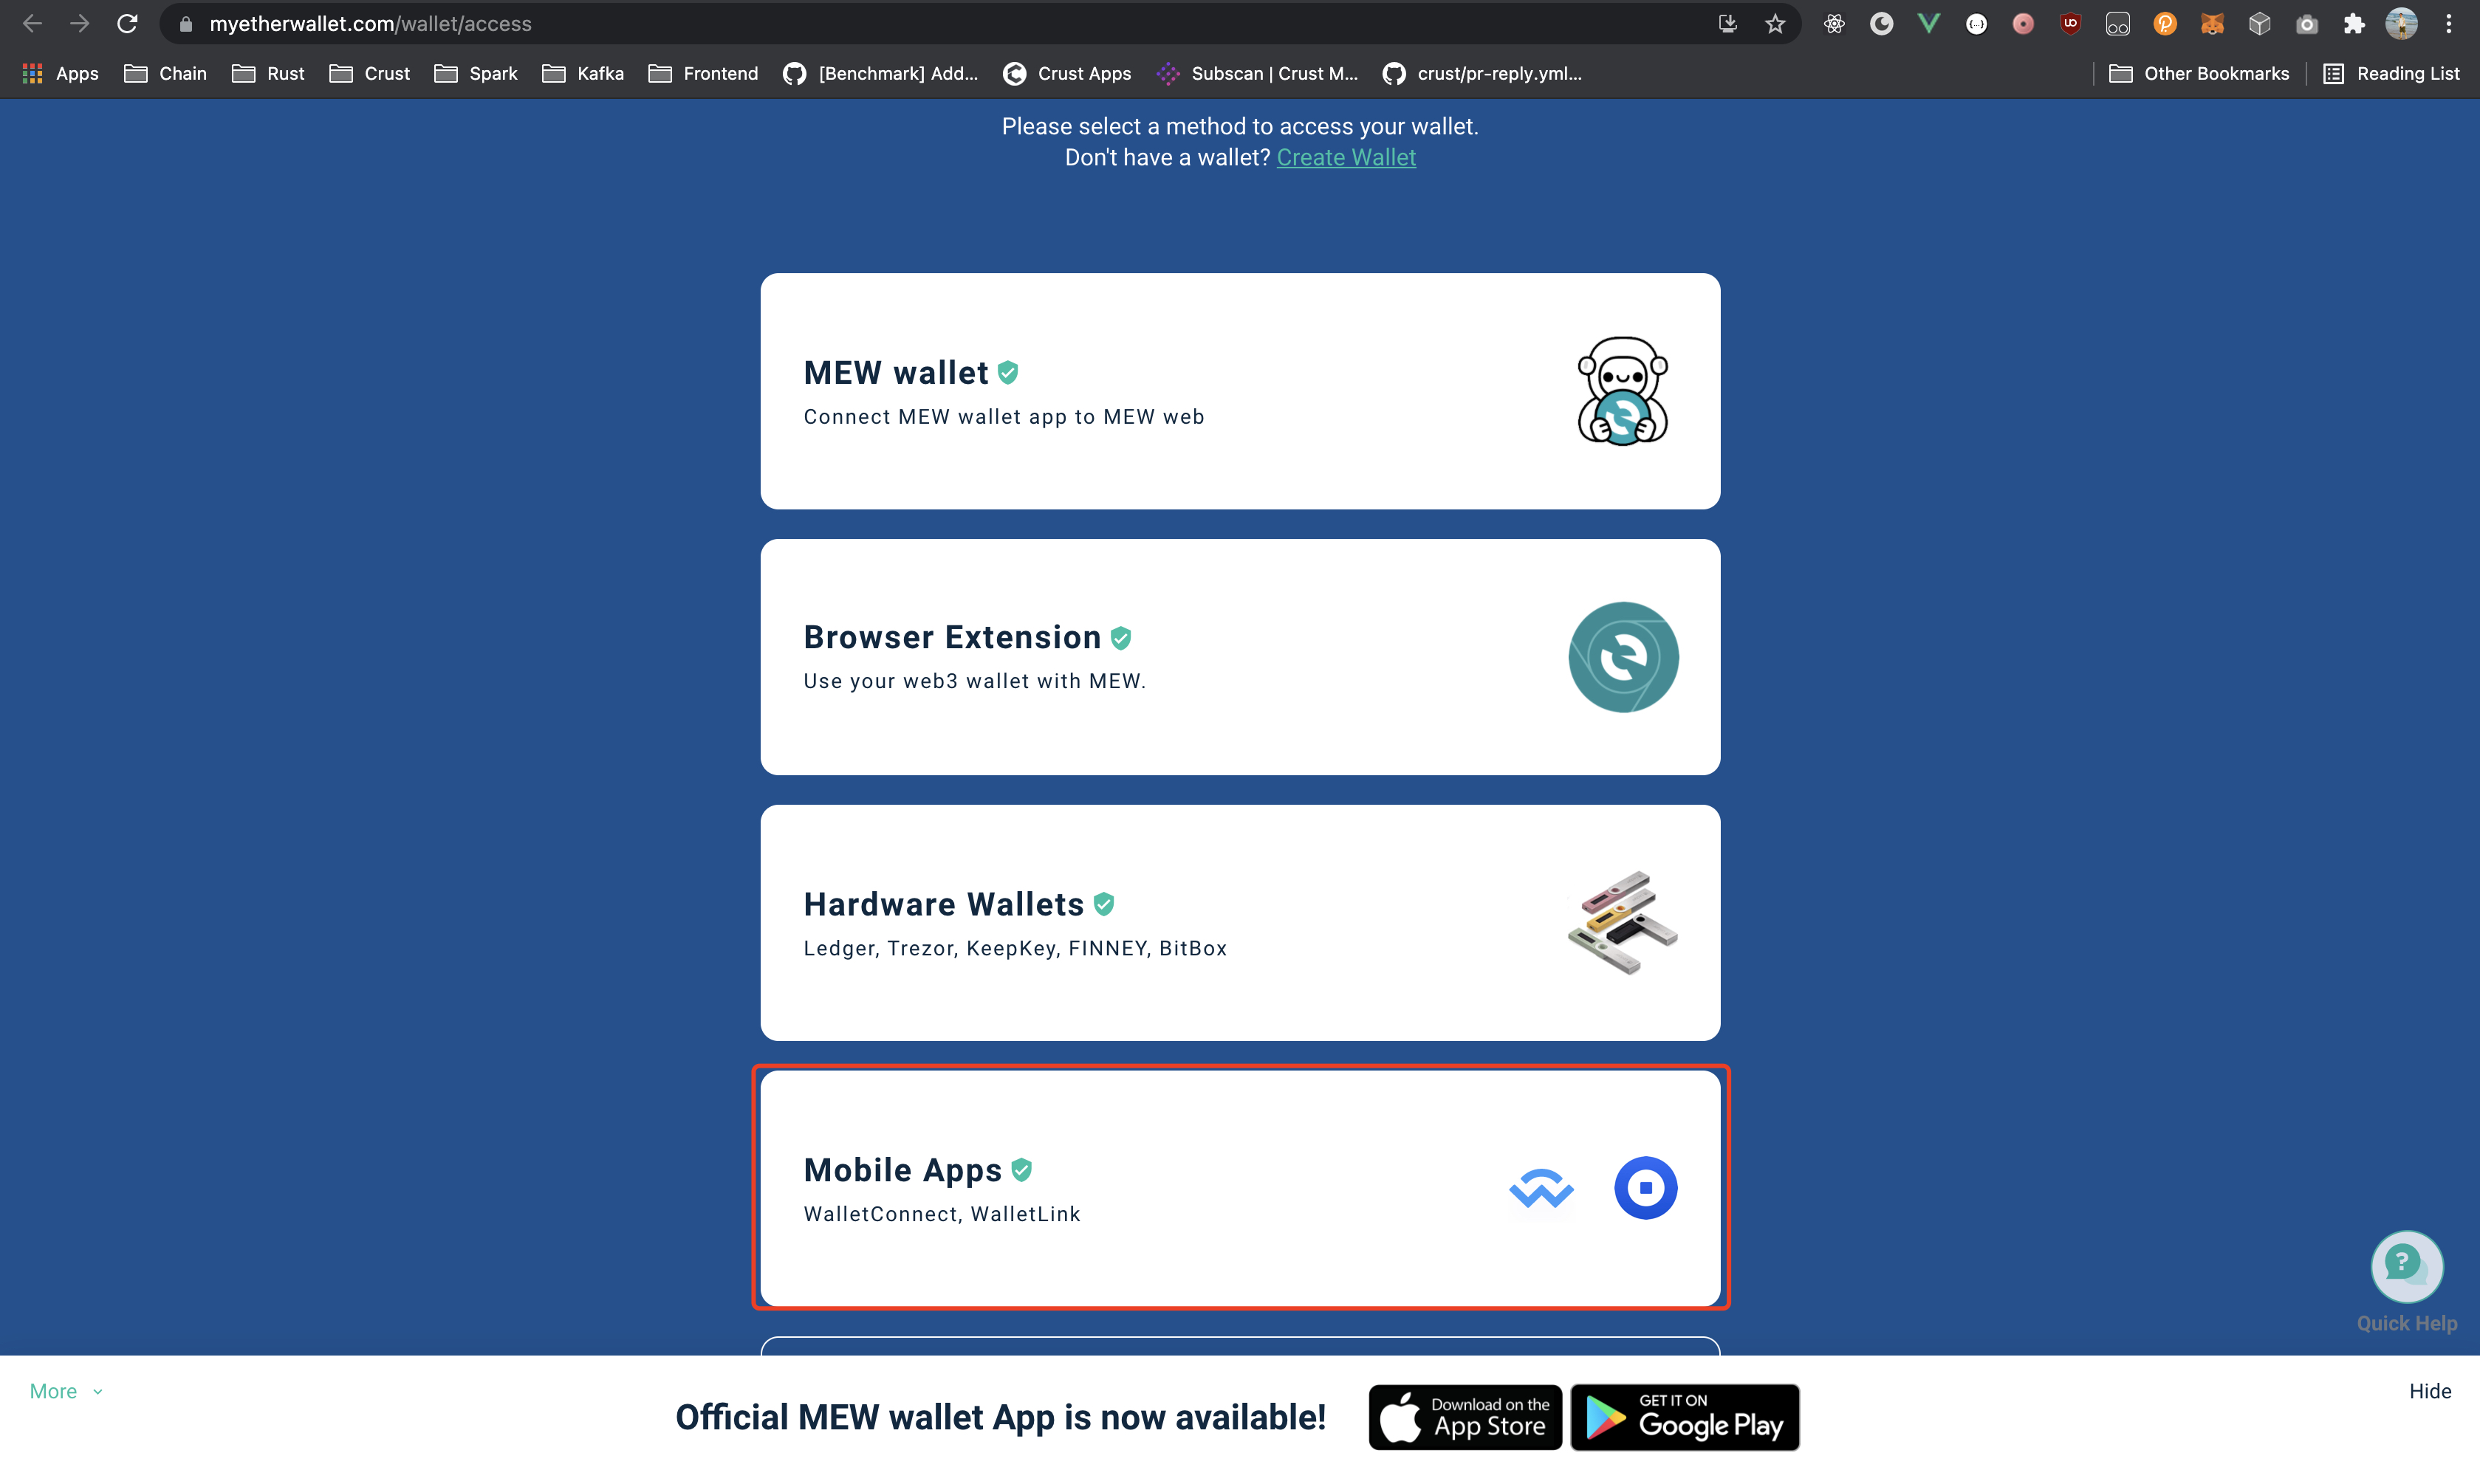 myetherwallet.com/wallet/access
Apps Chain Rust Crust Spark Kafka Frontend [Benchmark] Add... Crust Apps Subscan | Crust M... crust/pr-reply.yml... Other Bookmarks Reading List
Please select a method to access your wallet.
Don't have a wallet? Create Wallet
MEW wallet
Connect MEW wallet app to MEW web
Browser Extension
Use your web3 wallet with MEW.
Hardware Wallets
Ledger, Trezor, KeepKey, FINNEY, BitBox
Mobile Apps
WalletConnect, WalletLink
?
Quick Help
More
Hide
Official MEW wallet App is now available!
Download on the
App Store
GET IT ON
Google Play